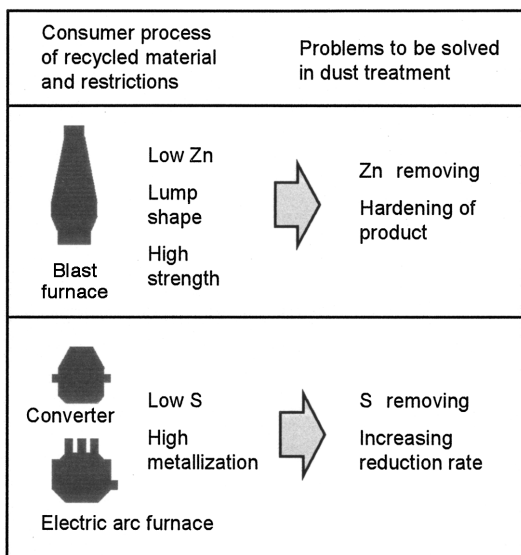 Consumer process
of recycled material
and restrictions
Problems to be solved
in dust treatment
Low Zn
Lump
shape
High
strength
Blast
furnace
Zn removing
Hardening of
product
Converter
Low S
High
metallization
Electric arc furnace
S removing
Increasing
reduction rate